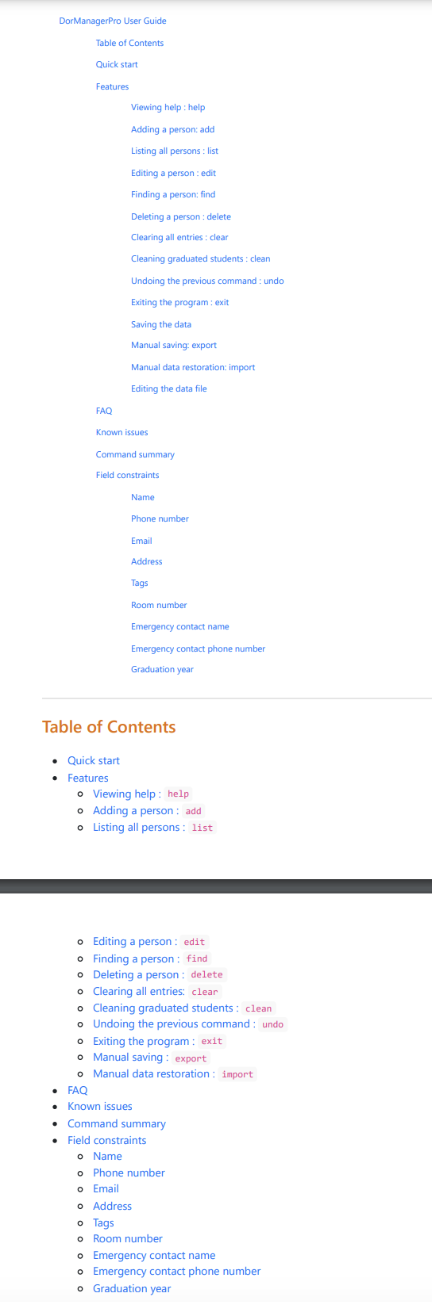 DorManagerPro User Guide
Table of Contents
Quick start
Features
Viewing help : help
Adding a person: add
Listing all persons : list
Editing a person : edit
Finding a person: find
Deleting a person : delete
Clearing all entries : clear
Cleaning graduated students : clean
Undoing the previous command : undo
Exiting the program : exit
Saving the data
Manual saving: export
Manual data restoration: import
Editing the data file
FAQ
Known issues
Command summary
Field constraints
Name
Phone number
Email
Address
Tags
Room number
Emergency contact name
Emergency contact phone number
Graduation year
Table of Contents
Quick start
Features
Viewing help : help
Adding a person : add
Listing all persons : list
Editing a person : edit
Finding a person : find
Deleting a person : delete
Clearing all entries: clear
Cleaning graduated students : clean
Undoing the previous command : undo
Exiting the program : exit
Manual saving : export
Manual data restoration : import
FAQ
Known issues
Command summary
Field constraints
Name
Phone number
Email
Address
Tags
Room number
Emergency contact name
Emergency contact phone number
Graduation year